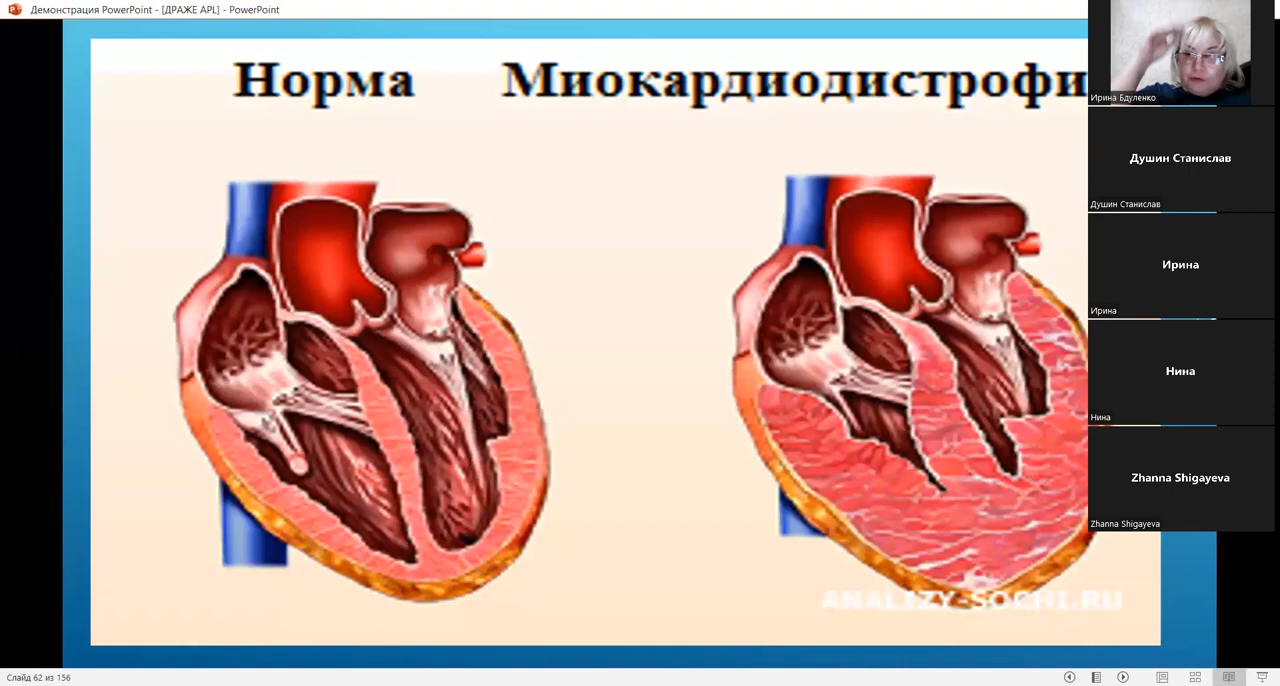 Демонстрация PowerPoint - [ДРАЖЕ APL] - PowerPoint
Норма Миокардиодистрофи
Ирина Бдуленко
Душин Станислав
Душин Станислав
Ирина
Ирина
Нина
Нина
Zhanna Shigayeva
Zhanna Shigayeva
ANALIZY-SOCHI.RU
Слайд 62 из 156